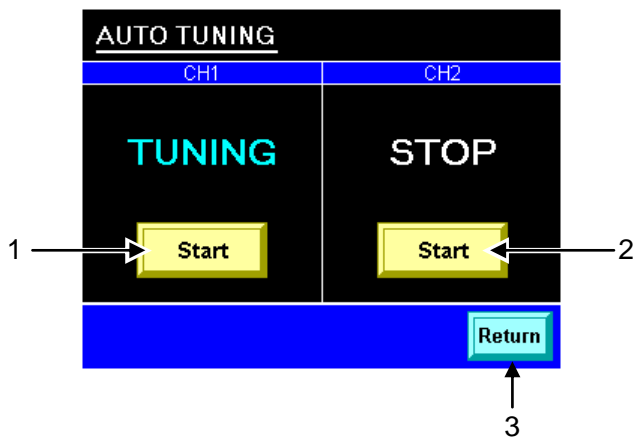 AUTO TUNING
CH1 CH2
TUNING STOP
1 Start Start 2
Return
3